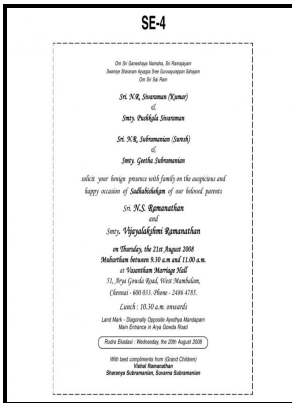 SE-4
Om Sri Ganeshaya Namaha, Sri Ramajayam
Swamiye Sharanam Ayyappa Sree Guruvayurappan Sahayam
Om Sri Sai Ram
Sri. N.R. Sivaraman (Kumar)
&
Smty. Pushkala Sivaraman
Sri. N.R. Subramanian (Suresh)
&
Smty. Geetha Subramanian
solicit your benign presence with family on the auspicious and
happy occasion of Sadhabishekam of our beloved parents
Sri. N.S. Ramanathan
and
Smty. Vijayalakshmi Ramanathan
on Thursday, the 21st August 2008
Muhurtham between 9.30 a.m and 11.00 a.m.
at Vasantham Marriage Hall
51, Arya Gowda Road, West Mambalam,
Chennai - 600 033. Phone - 2486 4785.
Lunch : 10.30 a.m. onwards
Land Mark - Diagonally Opposite Ayodhya Mandapam
Main Entrance in Arya Gowda Road
Rudra Ekadasi : Wednesday, the 20th August 2008
With best compliments from (Grand Children)
Vishal Ramanathan
Sharanya Subramanian, Suvarna Subramanian